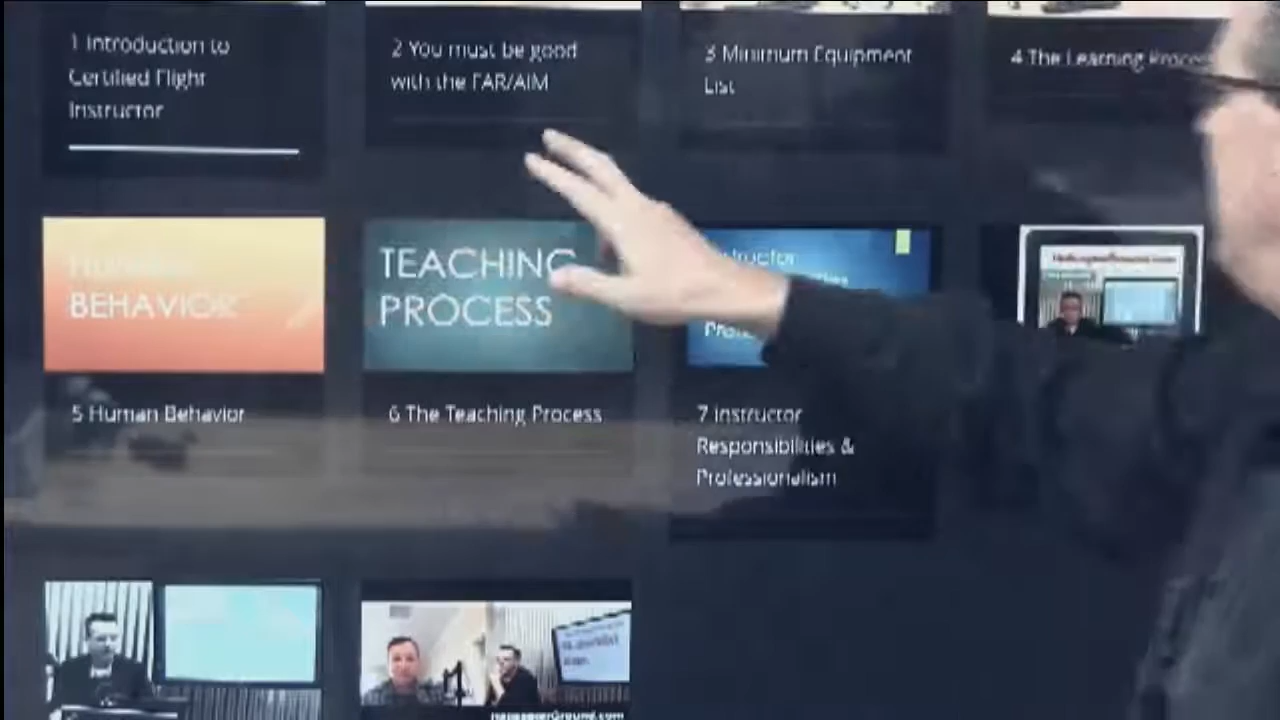 1 Introduction to
Certified Flight
Instructor
2 You must be good
with the FAR/AIM
3 Minimum Equipment
List
4 The Learning Process
BEHAVIOR
TEACHING
PROCESS
5 Human Behavior
6 The Teaching Process
7 Instructor
Responsibilities &
Professionalism